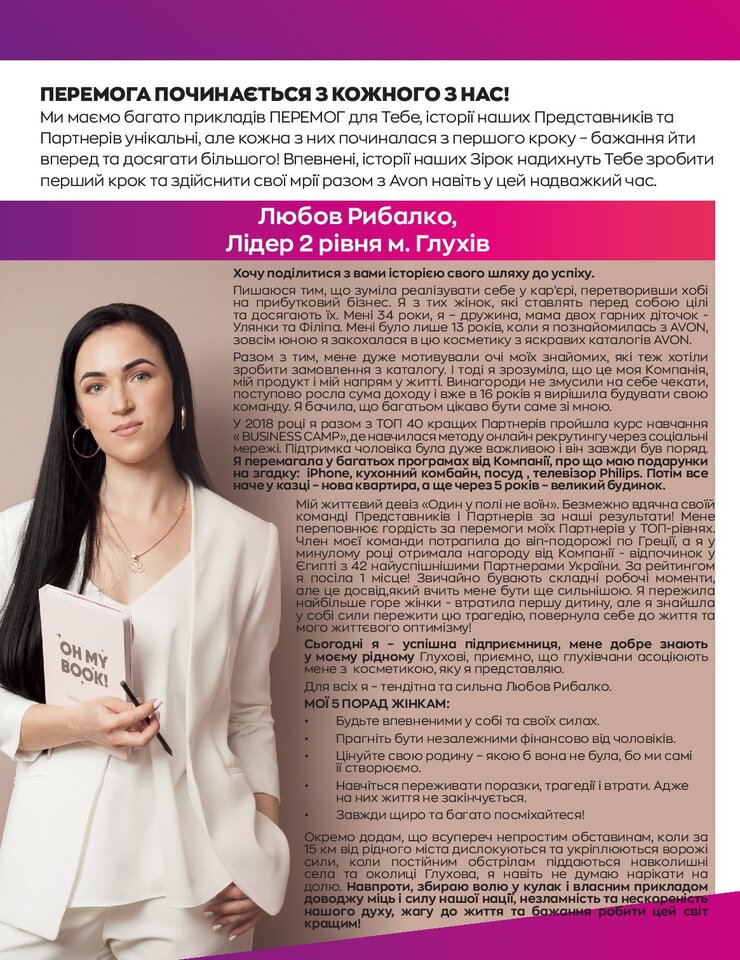 ПЕРЕМОГА ПОЧИНАЄТЬСЯ З КОЖНОГО З НАС!
Ми маємо багато прикладів ПЕРЕМОГ для Тебе, історії наших Представників та
Партнерів унікальні, але кожна з них починалася з першого кроку – бажання йти
вперед та досягати більшого! Впевнені, історії наших Зірок надихнуть Тебе зробити
перший крок та здійснити свої мрії разом з Avon навіть у цей надважкий час.
Любов Рибалко,
Лідер 2 рівня м. Глухів
Хочу поділитися з вами історією свого шляху до успіху.
Пишаюся тим, що зуміла реалізувати себе у кар’єрі, перетворивши хобі
на прибутковий бізнес. Я з тих жінок, які ставлять перед собою цілі
та досягають їх. Мені 34 роки, я – дружина, мама двох гарних діточок -
Улянки та Філіпа. Мені було лише 13 років, коли я познайомилась з AVON,
зовсім юною я закохалася в цю косметику з яскравих каталогів AVON.
Разом з тим, мене дуже мотивували очі моїх знайомих, які теж хотіли
зробити замовлення з каталогу. І тоді я зрозуміла, що це моя Компанія,
мій продукт і мій напрям у житті. Винагороди не змусили на себе чекати,
поступово росла сума доходу і вже в 16 років я вирішила будувати свою
команду. Я бачила, що багатьом цікаво бути саме зі мною.
У 2018 році я разом з ТОП 40 кращих Партнерів пройшла курс навчання
« BUSINESS CAMP», де навчилася методу онлайн рекрутингу через соціальні
мережі. Підтримка чоловіка була дуже важливою і він завжди був поряд.
Я перемагала у багатьох програмах від Компанії, про що маю подарунки
на згадку: iPhone, кухонний комбайн, посуд , телевізор Philips. Потім все
наче у казці – нова квартира, а ще через 5 років – великий будинок.
Мій життєвий девіз «Один у полі не воїн». Безмежно вдячна своїй
команді Представників і Партнерів за наші результати! Мене
переповнює гордість за перемоги моїх Партнерів у ТОП-рівнях.
Член моєї команди потрапила до віп-подорожі по Греції, а я у
минулому році отримала нагороду від Компанії - відпочинок у
Єгипті з 42 найуспішнішими Партнерами України. За рейтингом
я посіла 1 місце! Звичайно бувають складні робочі моменти,
але це досвід,який вчить мене бути ще сильнішою. Я пережила
найбільше горе жінки - втратила першу дитину, але я знайшла
у собі сили пережити цю трагедію, повернула себе до життя та
мого життєвого оптимізму!
Сьогодні я – успішна підприємниця, мене добре знають
у моєму рідному Глухові, приємно, що глухівчани асоціюють
мене з косметикою, яку я представляю.
Для всіх я – тендітна та сильна Любов Рибалко.
МОЇ 5 ПОРАД ЖІНКАМ:
• Будьте впевненими у собі та своїх силах.
• Прагніть бути незалежними фінансово від чоловіків.
• Цінуйте свою родину – якою б вона не була, бо ми самі
її створюємо.
• Навчіться переживати поразки, трагедії і втрати. Адже
на них життя не закінчується.
• Завжди щиро та багато посміхайтеся!
Окремо додам, що всупереч непростим обставинам, коли за
15 км від рідного міста дислокуються та укріплюються ворожі
сили, коли постійним обстрілам піддаються навколишні
села та околиці Глухова, я навіть не думаю нарікати на
долю. Навпроти, збираю волю у кулак і власним прикладом
доводжу міць і силу нашої нації, незламність та нескореність
нашого духу, жагу до життя та бажання робити цей світ
кращим!
OH MY
BOOK!